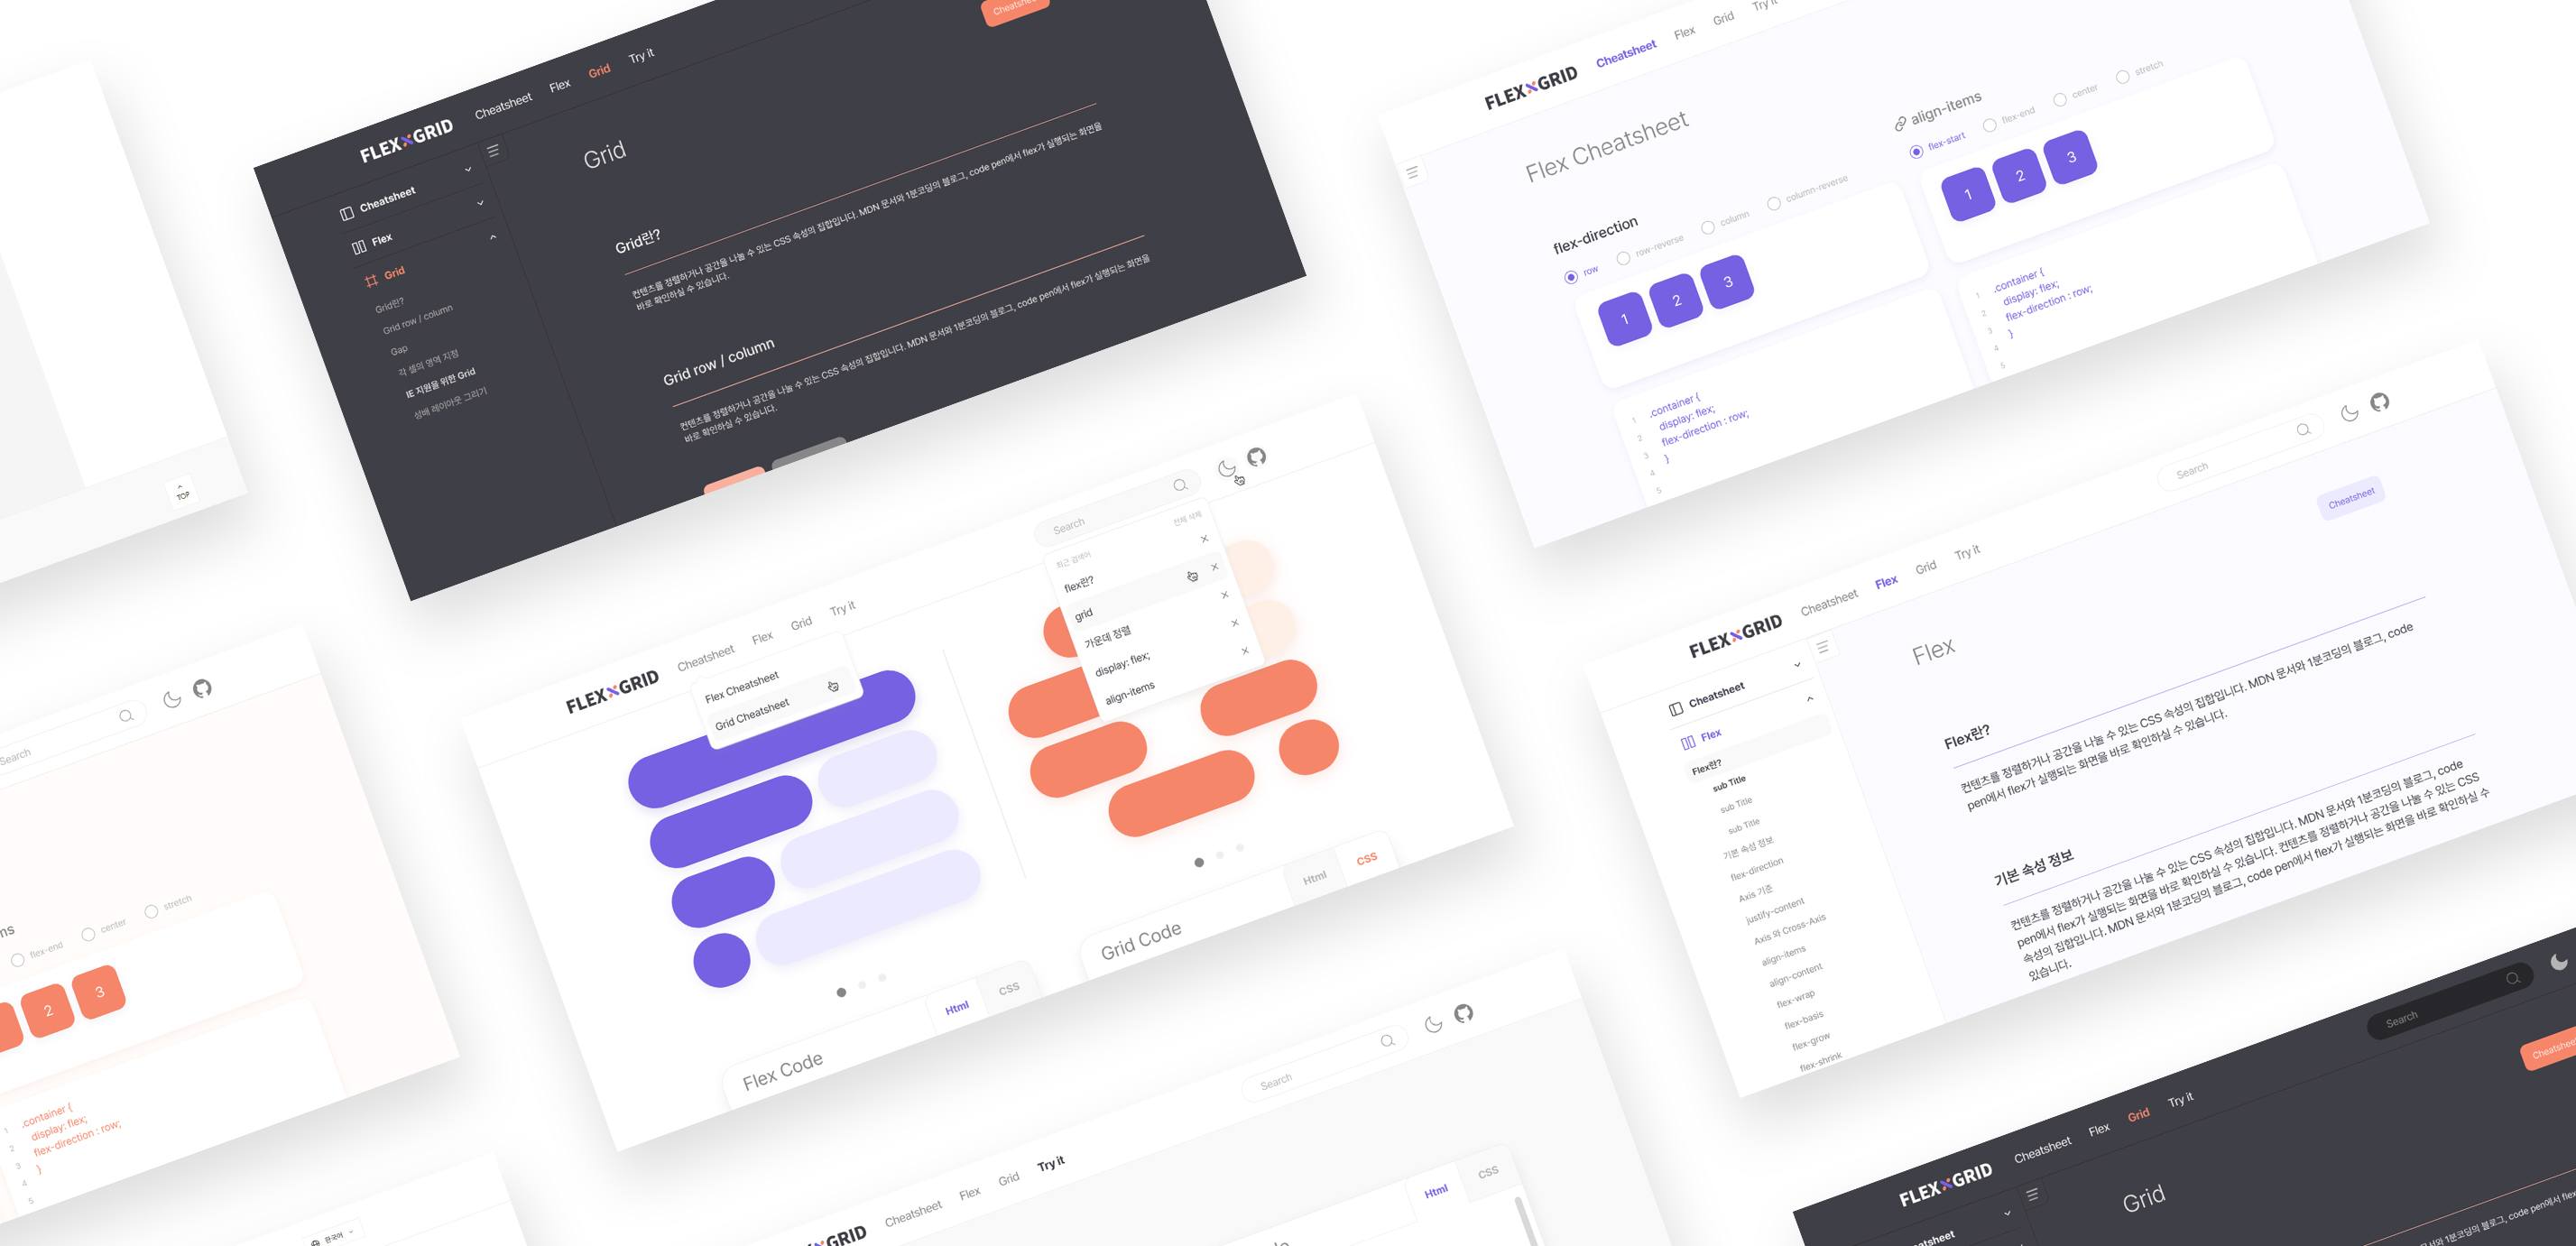 TOP
FLEX GRID
Cheatsheet
Flex
Grid
Try it
Cheatsheet
Flex
Grid
Grid란?
Grid row / column
Gap
각 셀의 영역 지정
IE 지원을 위한 Grid
성배 레이아웃 그리기
Grid
Grid란?
컨텐츠를 정렬하거나 공간을 나눌 수 있는 CSS 속성의 집합입니다. MDN 문서와 1분코딩의 블로그, code pen에서 flex가 실행되는 화면을
바로 확인하실 수 있습니다.
Grid row / column
컨텐츠를 정렬하거나 공간을 나눌 수 있는 CSS 속성의 집합입니다. MDN 문서와 1분코딩의 블로그, code pen에서 flex가 실행되는 화면을
바로 확인하실 수 있습니다.
FLEX GRID
Cheatsheet
Flex
Grid
Try it
Flex Cheatsheet
flex-direction
row
row-reverse
column
column-reverse
1 2 3
1 .container {
2 display: flex;
3 flex-direction : row;
4 }
5
align-items
flex-start
flex-end
center
stretch
1 2 3
1 .container {
2 display: flex;
3 flex-direction : row;
4 }
5
Search
flex-end
center
stretch
2 3
1 .container {
2 display: flex;
3 flex-direction : row;
4 }
5
한국어
FLEX GRID
Cheatsheet
Flex
Grid
Try it
Flex Cheatsheet
Grid Cheatsheet
Search
최근 검색어
전체 삭제
flex란?
grid
가운데 정렬
display: flex;
align-items
Flex Code
Html
CSS
Grid Code
Html
CSS
GRID
Cheatsheet
Flex
Grid
Try it
Search
Html
CSS
FLEX GRID
Cheatsheet
Flex
Grid
Try it
Search
Cheatsheet
Cheatsheet
Flex
Flex란?
sub Title
sub Title
sub Title
기본 속성 정보
flex-direction
Axis 기준
justify-content
Axis 와 Cross-Axis
align-items
align-content
flex-wrap
flex-basis
flex-grow
flex-shrink
Flex
Flex란?
컨텐츠를 정렬하거나 공간을 나눌 수 있는 CSS 속성의 집합입니다. MDN 문서와 1분코딩의 블로그, code
pen에서 flex가 실행되는 화면을 바로 확인하실 수 있습니다.
기본 속성 정보
컨텐츠를 정렬하거나 공간을 나눌 수 있는 CSS 속성의 집합입니다. MDN 문서와 1분코딩의 블로그, code
pen에서 flex가 실행되는 화면을 바로 확인하실 수 있습니다. 컨텐츠를 정렬하거나 공간을 나눌 수 있는 CSS
속성의 집합입니다. MDN 문서와 1분코딩의 블로그, code pen에서 flex가 실행되는 화면을 바로 확인하실 수
있습니다.
FLEX GRID
Cheatsheet
Flex
Grid
Try it
Search
Cheatsheet
Grid